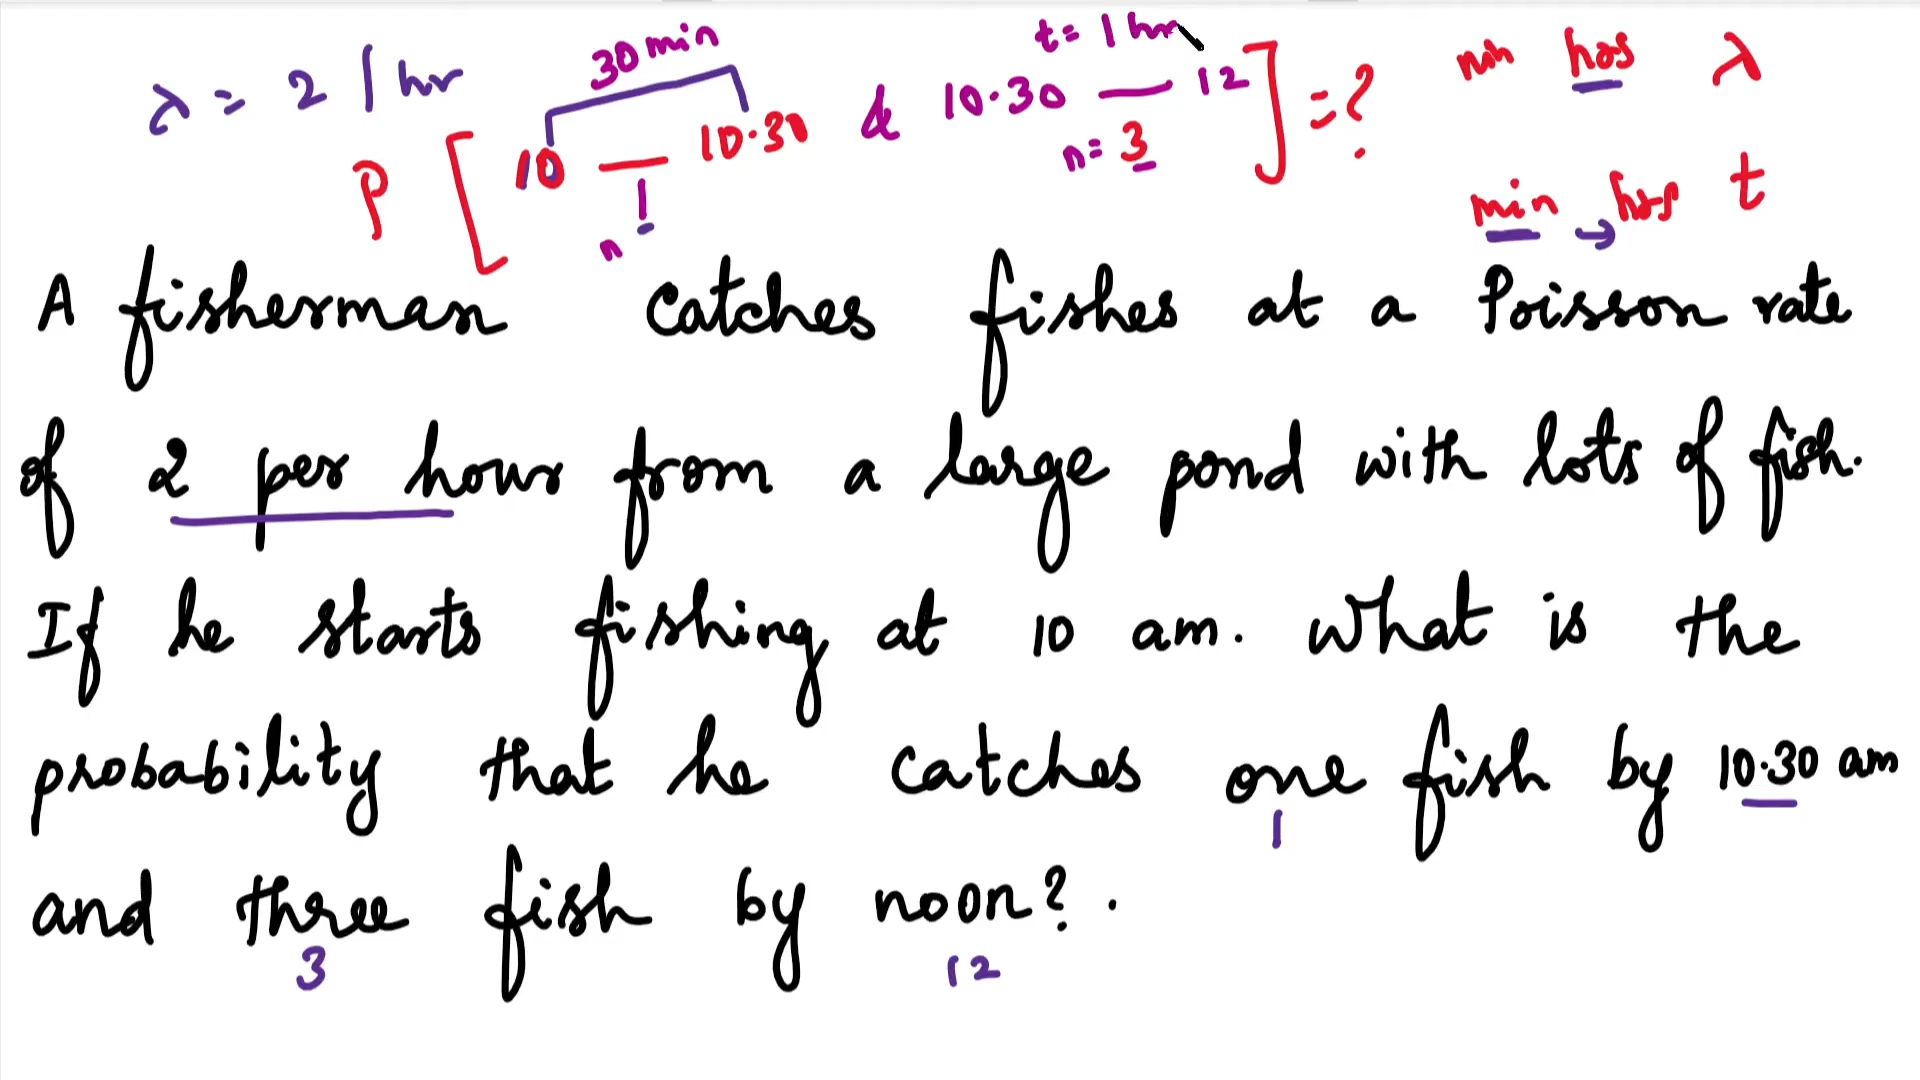 λ = 2 / hr
30 min
t = 1 hr
P [ 10 — 10.30 & 10.30 — 12 ] = ?
1
n
n = 3
min hrs λ
min → hrs t
A fisherman catches fishes at a Poisson rate
of 2 per hour from a large pond with lots of fish.
If he starts fishing at 10 am. What is the
probability that he catches one fish by 10.30 am
1
and three fish by noon? .
3 12